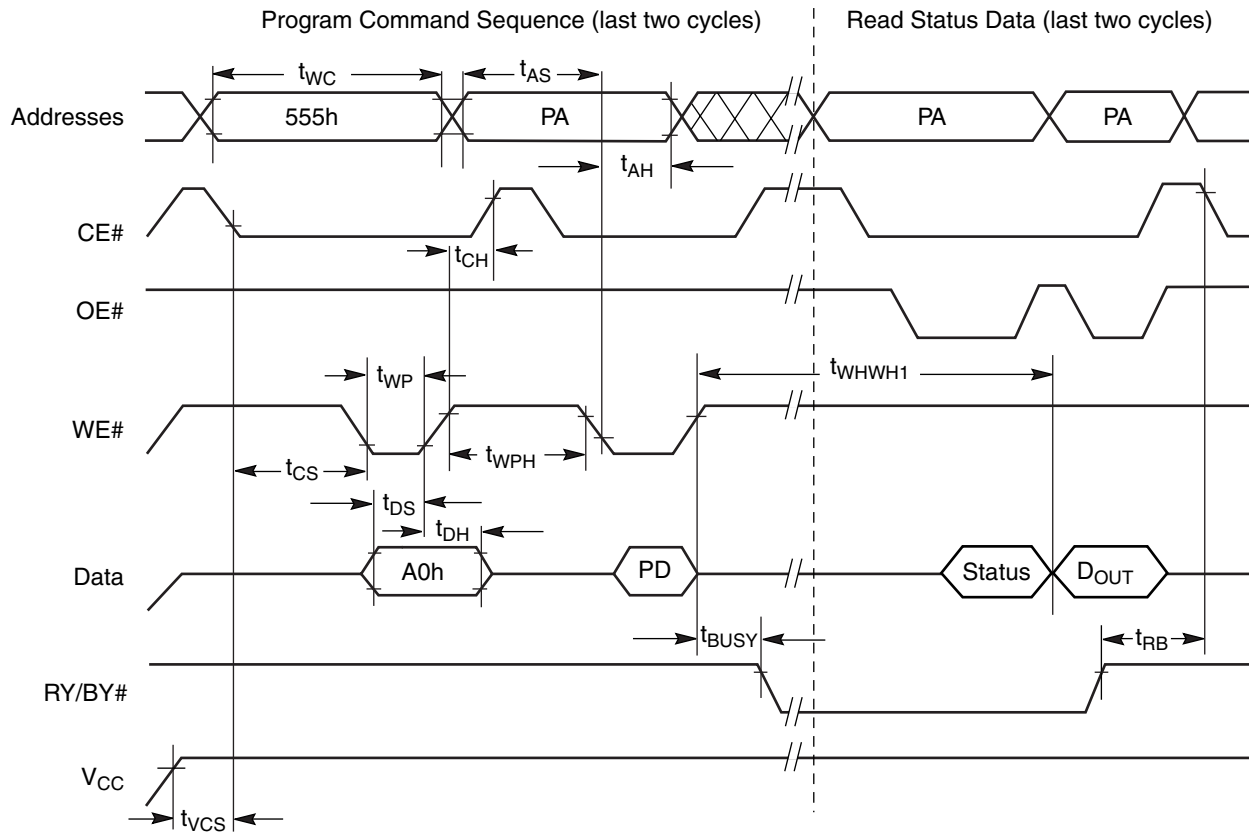 Program Command Sequence (last two cycles)
Read Status Data (last two cycles)
tWC
tAS
Addresses
555h
PA
PA
PA
tAH
CE#
tCH
OE#
tWP
tWHWH1
WE#
tCS
tWPH
tDS
tDH
Data
A0h
PD
Status
DOUT
tBUSY
tRB
RY/BY#
VCC
tVCS